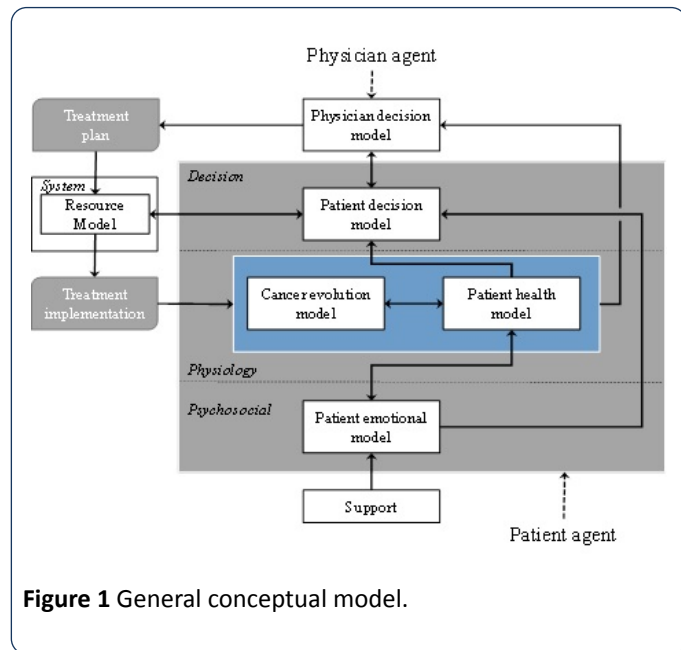 Physician agent
Treatment
plan
Physician decision
model
System
Resource
Model
Decision
Patient decision
model
Treatment
implementation
Cancer evolution
model
Patient health
model
Physiology
Psychosocial
Patient emotional
model
Support
Patient agent
Figure 1 General conceptual model.